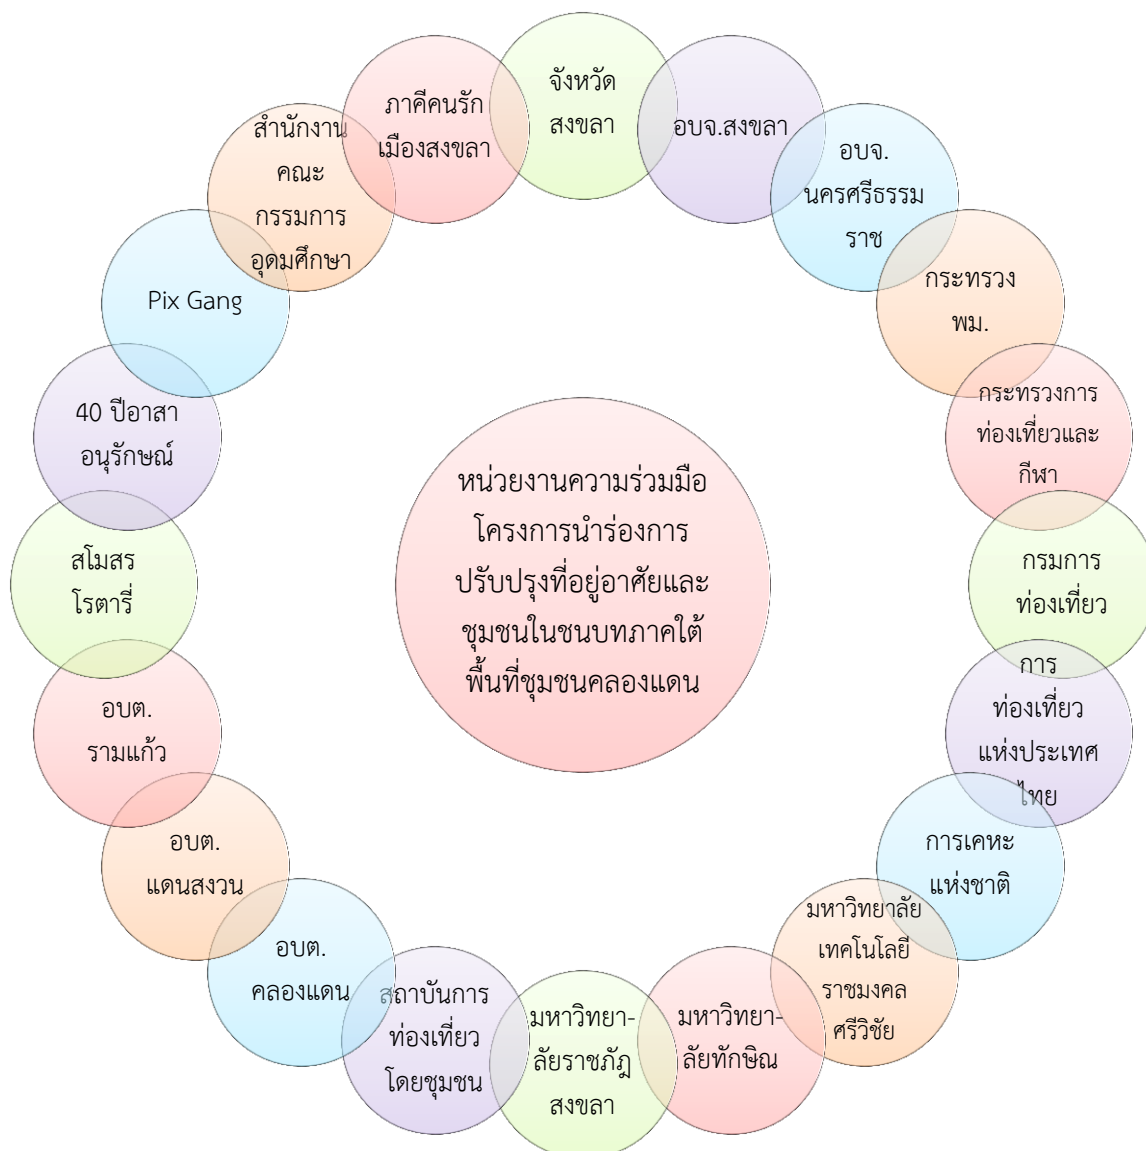 จังหวัด
สงขลา
อบจ.สงขลา
อบจ.
นครศรีธรรม
ราช
กระทรวง
พม.
กระทรวงการ
ท่องเที่ยวและ
กีฬา
กรมการ
ท่องเที่ยว
การ
ท่องเที่ยว
แห่งประเทศ
ไทย
การเคหะ
แห่งชาติ
มหาวิทยาลัย
เทคโนโลยี
ราชมงคล
ศรีวิชัย
มหาวิทยา-
ลัยทักษิณ
มหาวิทยา-
ลัยราชภัฏ
สงขลา
สถาบันการ
ท่องเที่ยว
โดยชุมชน
อบต.
คลองแดน
อบต.
แดนสงวน
อบต.
รามแก้ว
สโมสร
โรตารี่
40 ปีอาสา
อนุรักษณ์
Pix Gang
สำนักงาน
คณะ
กรรมการ
อุดมศึกษา
ภาคีคนรัก
เมืองสงขลา
หน่วยงานความร่วมมือ
โครงการนำร่องการ
ปรับปรุงที่อยู่อาศัยและ
ชุมชนในชนบทภาคใต้
พื้นที่ชุมชนคลองแดน